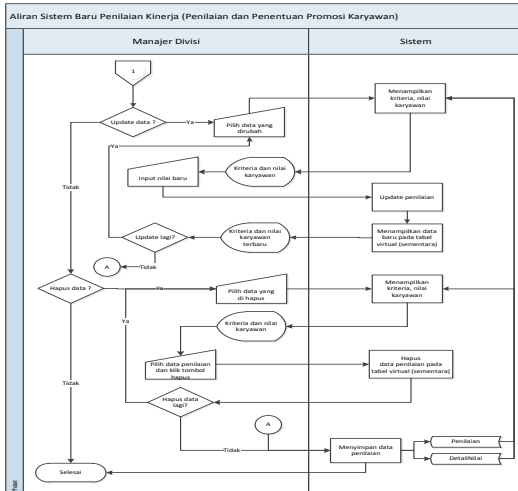 Aliran Sistem Baru Penilaian Kinerja (Penilaian dan Penentuan Promosi Karyawan)
Manajer Divisi
Sistem
1
Update data ?
Ya
Pilih data yang
dirubah
Menampilkan
kriteria, nilai
karyawan
Ya
Tidak
Input nilai baru
Kriteria dan nilai
karyawan
Update penilaian
Update lagi?
Kriteria dan nilai
karyawan
terbaru
Menampilkan data
baru pada tabel
virtual (sementara)
A
Tidak
Hapus data ?
Ya
Pilih data yang
di hapus
Menampilkan
kriteria, nilai
karyawan
Ya
Kriteria dan nilai
karyawan
Pilih data penilaian
dan klik tombol
hapus
Hapus
data penilaian pada
tabel virtual (sementara)
Tidak
Hapus data
lagi?
A
Tidak
Menyimpan data
penilaian
Penilaian
DetailNilai
Selesai
Phase